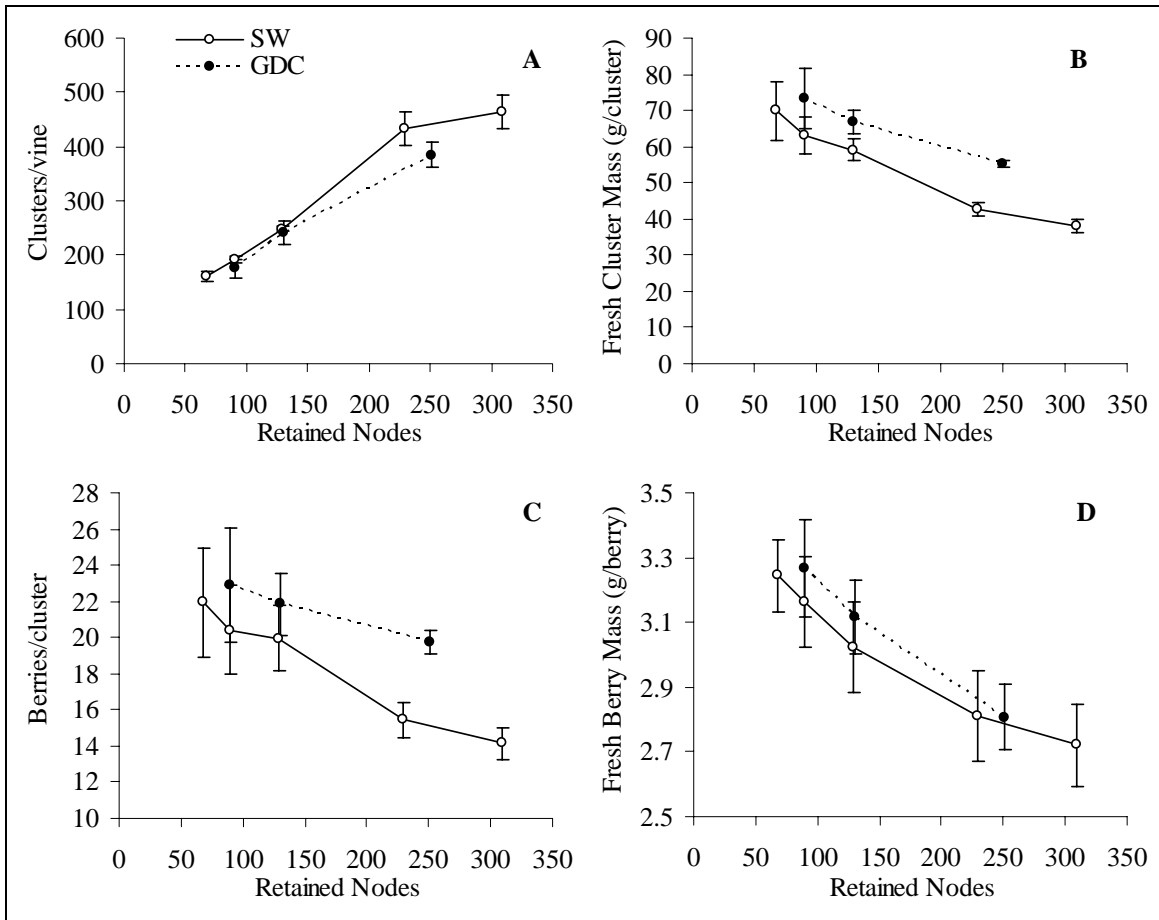 SW
GDC
A
Clusters/vine
600
500
400
300
200
100
0
0 50 100 150 200 250 300 350
Retained Nodes
B
Fresh Cluster Mass (g/cluster)
90
80
70
60
50
40
30
20
10
0
0 50 100 150 200 250 300 350
Retained Nodes
C
Berries/cluster
28
26
24
22
20
18
16
14
12
10
0 50 100 150 200 250 300 350
Retained Nodes
D
Fresh Berry Mass (g/berry)
3.5
3.3
3.1
2.9
2.7
2.5
0 50 100 150 200 250 300 350
Retained Nodes